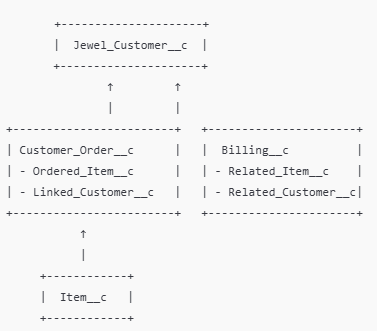 +---------------------+
|  Jewel_Customer__c  |
+---------------------+
↑ ↑
| |
+------------------------+ +----------------------+
| Customer_Order__c | | Billing__c |
| - Ordered_Item__c | | - Related_Item__c |
| - Linked_Customer__c | | - Related_Customer__c|
+------------------------+ +----------------------+
↑
|
+------------+
| Item__c |
+------------+